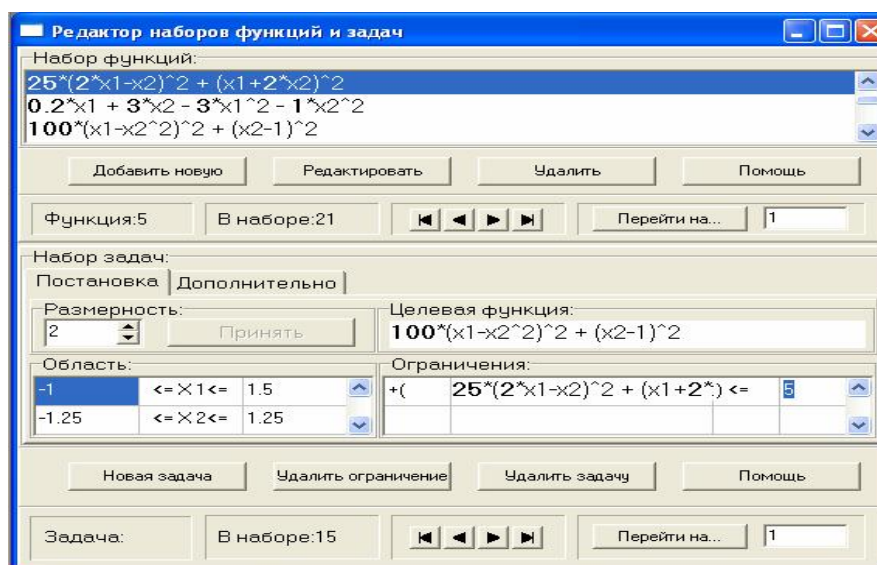 Редактор наборов функций и задач
Набор функций:
25*(2*x1-x2)^2 + (x1+2*x2)^2
0.2*x1 + 3*x2 - 3*x1^2 - 1*x2^2
100*(x1-x2^2)^2 + (x2-1)^2
Добавить новую Редактировать Удалить Помощь
Функция:5 В наборе:21 Перейти на... 1
Набор задач:
Постановка Дополнительно
Размерность: Целевая функция:
2 Принять 100*(x1-x2^2)^2 + (x2-1)^2
Область: Ограничения:
-1 <=X1<= 1.5 +( 25*(2*x1-x2)^2 + (x1+2*:) <= 5
-1.25 <=X2<= 1.25
Новая задача Удалить ограничение Удалить задачу Помощь
Задача: В наборе:15 Перейти на... 1